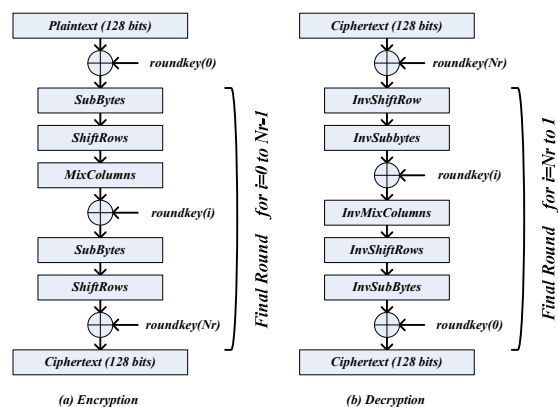 Plaintext (128 bits)
roundkey(0)
SubBytes
ShiftRows
MixColumns
roundkey(i)
SubBytes
ShiftRows
roundkey(Nr)
Ciphertext (128 bits)
Final Round for i=0 to Nr-1
(a) Encryption
Ciphertext (128 bits)
roundkey(Nr)
InvShiftRow
InvSubbytes
roundkey(i)
InvMixColumns
InvShiftRows
InvSubBytes
roundkey(0)
Ciphertext (128 bits)
Final Round for i=Nr to 1
(b) Decryption